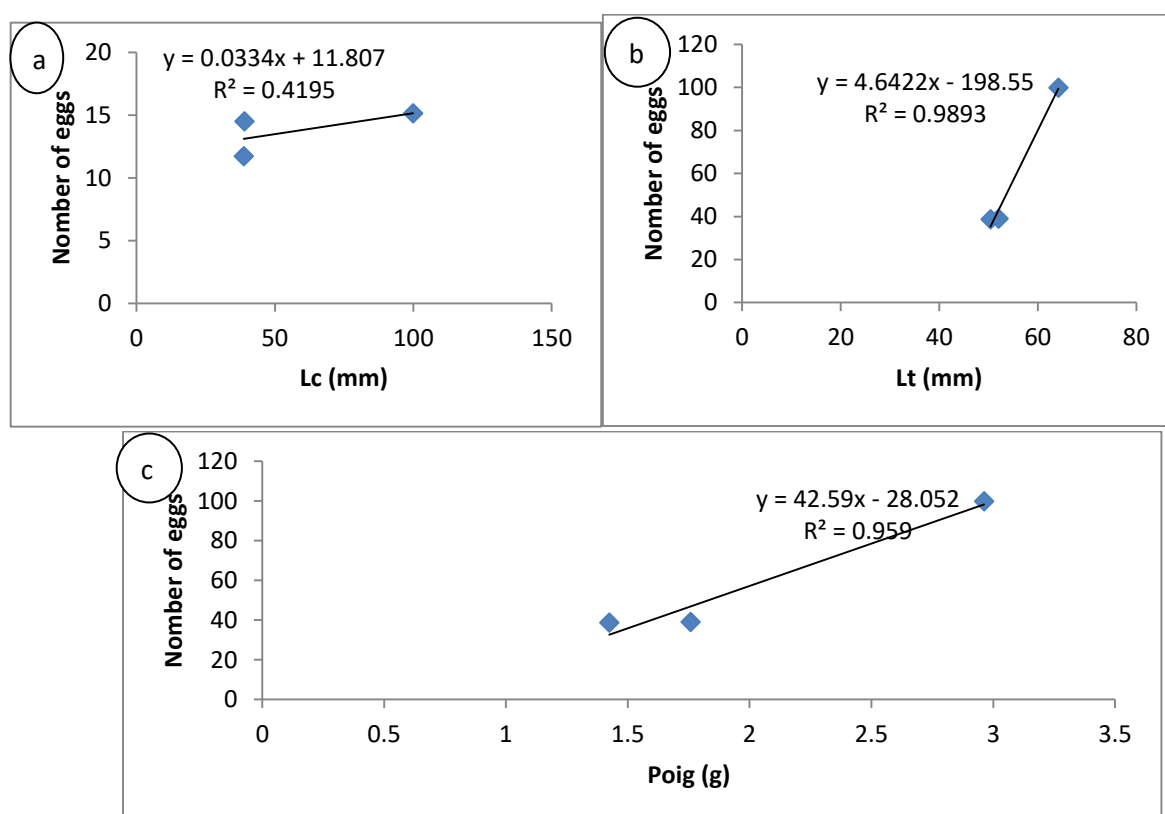 a
y = 0.0334x + 11.807
R² = 0.4195
20
15
10
5
0
0 50 100 150
Nomber of eggs
Lc (mm)
b
y = 4.6422x - 198.55
R² = 0.9893
120
100
80
60
40
20
0
0 20 40 60 80
Nomber of eggs
Lt (mm)
c
y = 42.59x - 28.052
R² = 0.959
120
100
80
60
40
20
0
0 0.5 1 1.5 2 2.5 3 3.5
Nomber of eggs
Poig (g)